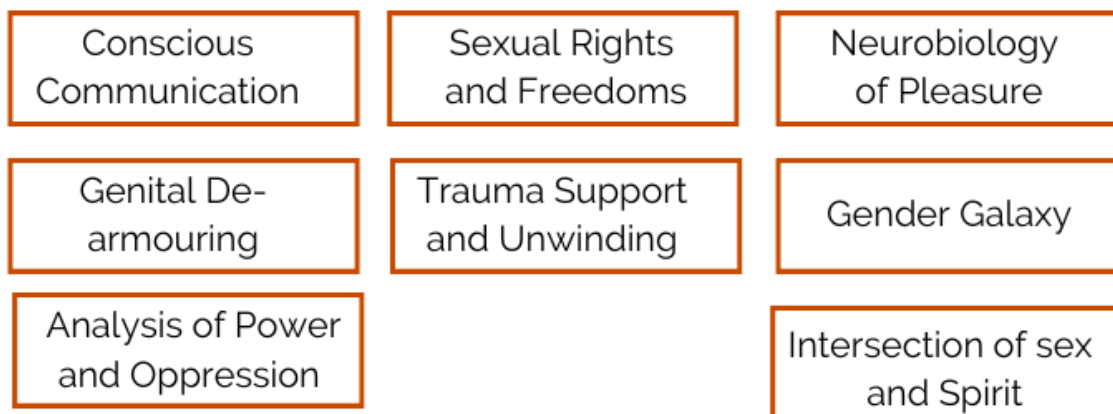 Conscious
Communication
Sexual Rights
and Freedoms
Neurobiology
of Pleasure
Genital De-
armouring
Trauma Support
and Unwinding
Gender Galaxy
Analysis of Power
and Oppression
Intersection of sex
and Spirit